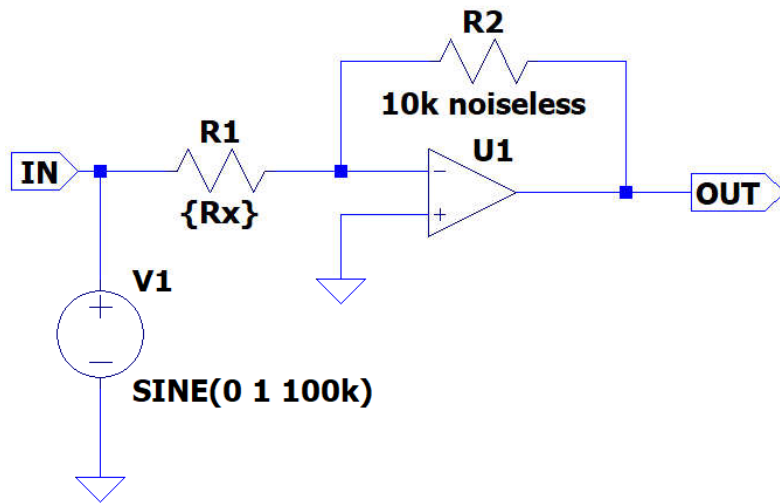 R2
10k noiseless
R1
U1
IN
{Rx}
OUT
V1
SINE(0 1 100k)